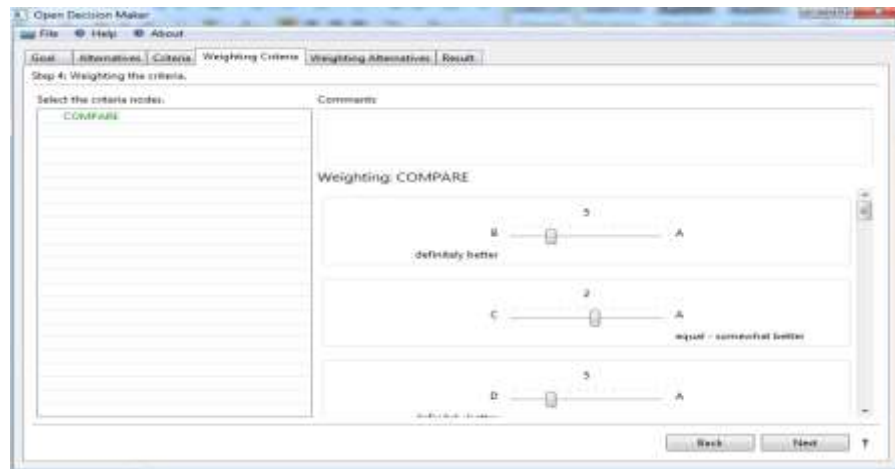 Open Decision Maker
File Help About
Goal Alternatives Criteria Weighting Criteria Weighting Alternatives Result
Step 4: Weighting the criteria.
Select the criteria nodes. Comments
COMPARE
Weighting: COMPARE
5
B A
definitely better
2
C A
equal - somewhat better
5
D A
Back Next ?